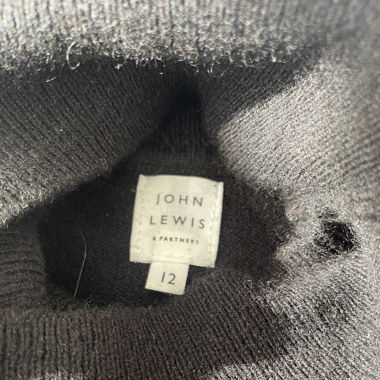 JOHN
LEWIS
& PARTNERS
12